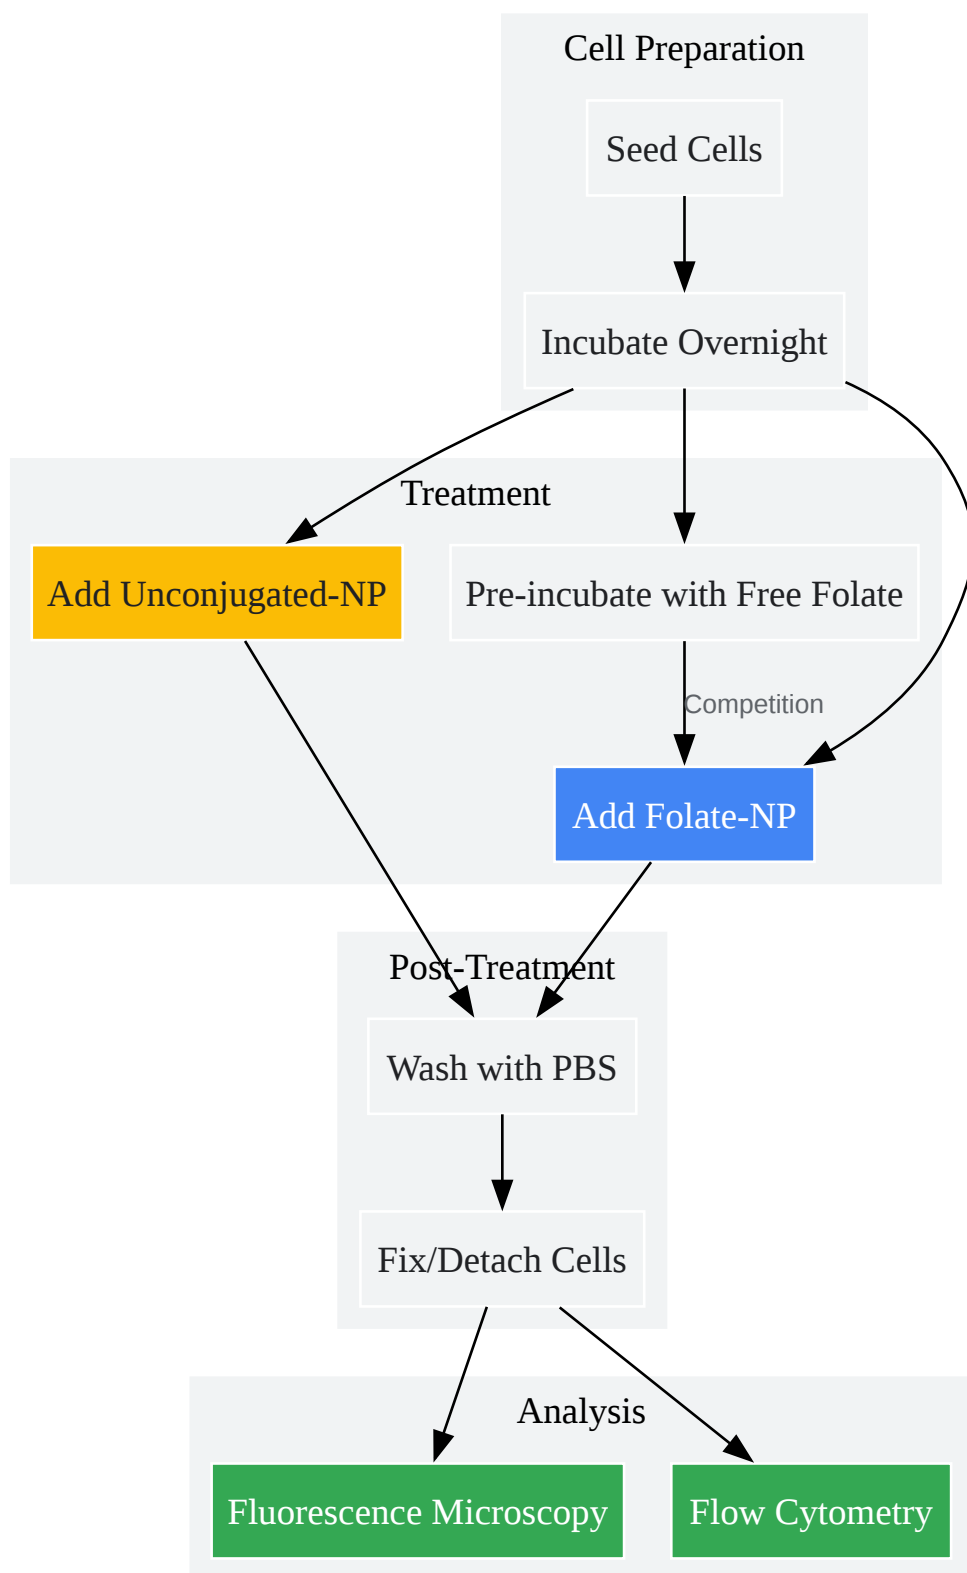 Cell Preparation
Seed Cells
Incubate Overnight
Treatment
Add Unconjugated-NP
Pre-incubate with Free Folate
Competition
Add Folate-NP
Post-Treatment
Wash with PBS
Fix/Detach Cells
Analysis
Fluorescence Microscopy
Flow Cytometry